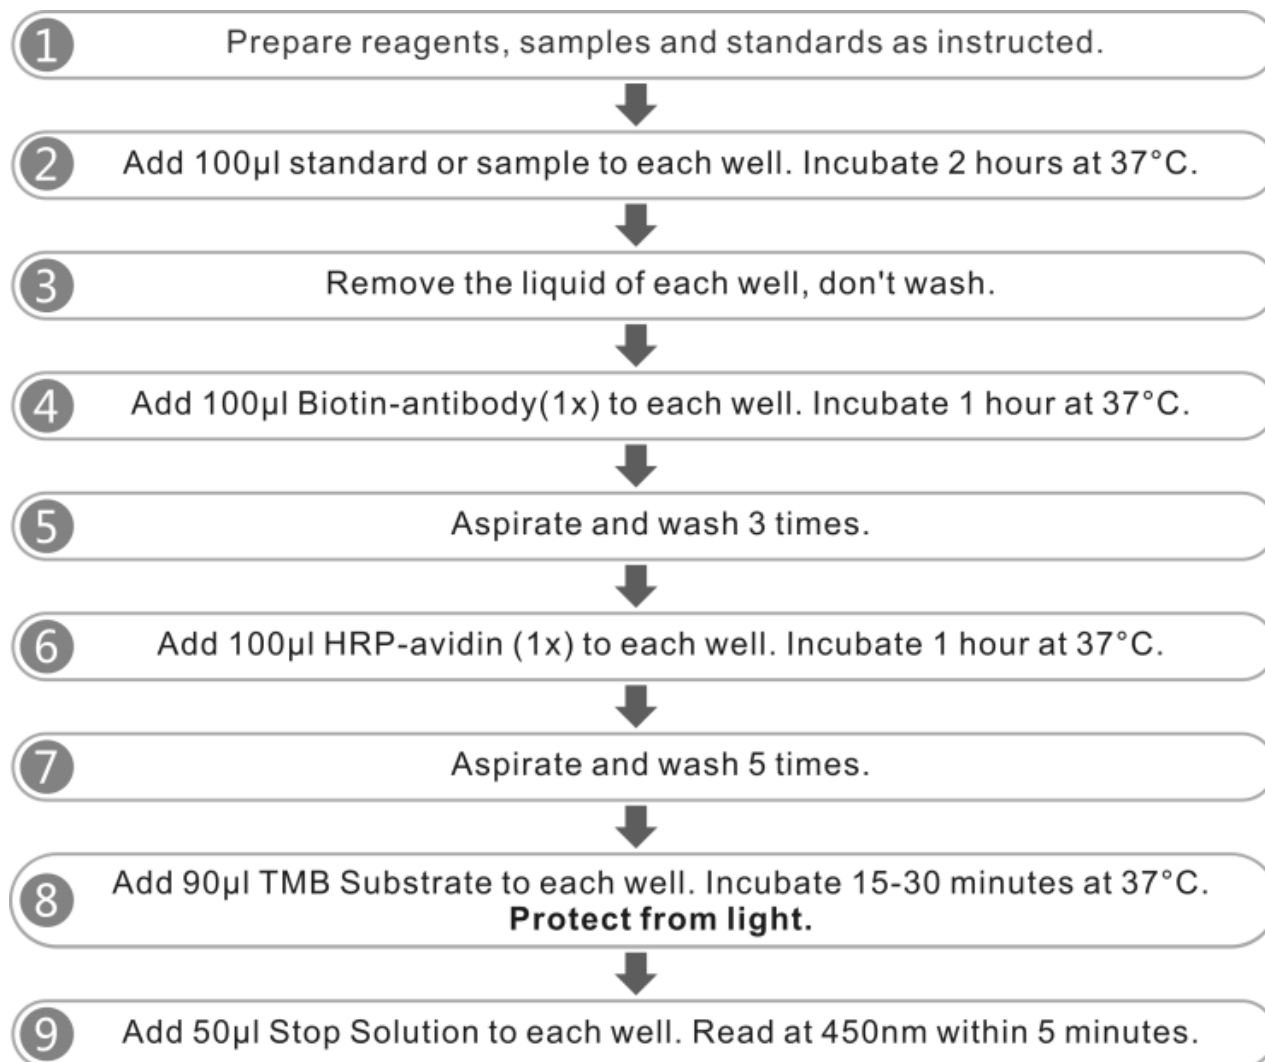 1 Prepare reagents, samples and standards as instructed.
2 Add 100µl standard or sample to each well. Incubate 2 hours at 37°C.
3 Remove the liquid of each well, don't wash.
4 Add 100µl Biotin-antibody(1x) to each well. Incubate 1 hour at 37°C.
5 Aspirate and wash 3 times.
6 Add 100µl HRP-avidin (1x) to each well. Incubate 1 hour at 37°C.
7 Aspirate and wash 5 times.
8 Add 90µl TMB Substrate to each well. Incubate 15-30 minutes at 37°C.
Protect from light.
9 Add 50µl Stop Solution to each well. Read at 450nm within 5 minutes.